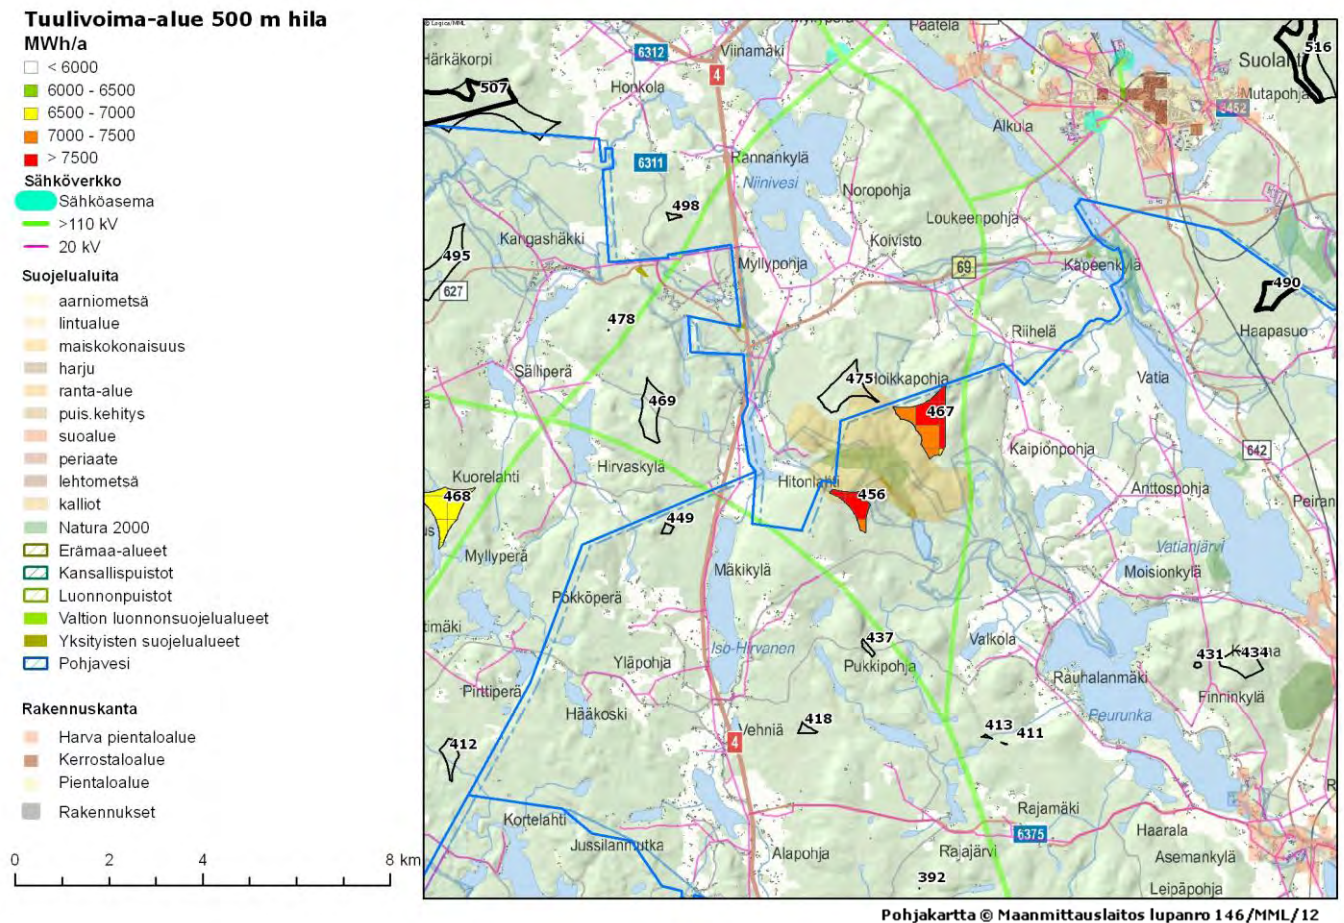 Tuulivoima-alue 500 m hila
MWh/a
< 6000
6000 - 6500
6500 - 7000
7000 - 7500
> 7500
Sähköverkko
Sähköasema
>110 kV
20 kV
Suojelualuita
aarniometsä
lintualue
maiskokonaisuus
harju
ranta-alue
puis.kehitys
suoalue
periaate
lehtometsä
kalliot
Natura 2000
Erämaa-alueet
Kansallispuistot
Luonnonpuistot
Valtion luonnonsuojelualueet
Yksityisten suojelualueet
Pohjavesi
Rakennuskanta
Harva pientaloalue
Kerrostaloalue
Pientaloalue
Rakennukset
0 2 4 8 km
© Logica/MML
Paatela
516
6312
Viinamäki
Härkäkorpi
4
507
Honkola
Mutapohja
Alkula
6311
Rannankylä
Niinivesi
Noropohja
498
Loukeenpohja
Kangashäkki
Koivisto
495
Myllypohja
69
Kapeenkylä
627
490
478
Riihelä
Haapasuo
Sälliperä
475
Vatia
469
467
Kaipionpohja
642
Kuorelahti
Hirvaskylä
Hitonlahti
Anttospohja
468
456
449
Vatianjärvi
Myllyperä
Mäkikylä
Moisionkylä
Pökköperä
437
Valkola
Iso-Hirvanen
Yläpohja
Pukkipohja
431
434
Rauhalanmäki
Pirttiperä
Finninkylä
Hääkoski
Peurunka
418
413
Vehniä
411
412
4
Rajamäki
Kortelahti
6375
Haarala
Jussilanmutka
Alapohja
Rajajärvi
Asemankylä
392
Leipäpohja
Pohjakartta © Maanmittauslaitos lupanro 146/MML/12